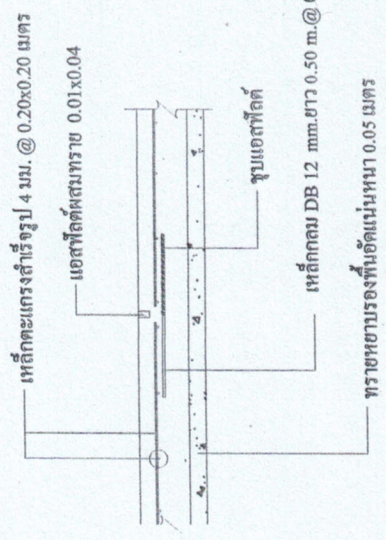 เหล็กตะแกรงสำเร็จรูป 4 มม. @ 0.20x0.20 เมตร
แอสฟัลต์ผสมทราย 0.01x0.04
ชุบแอสฟัลต์
เหล็กกลม DB 12 mm.ยาว 0.50 m.@
ทรายหยาบรองพื้นอัดแน่นหนา 0.05 เมตร